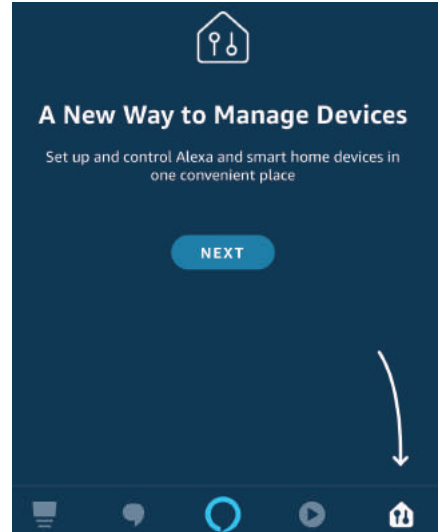 A New Way to Manage Devices
Set up and control Alexa and smart home devices in
one convenient place
NEXT